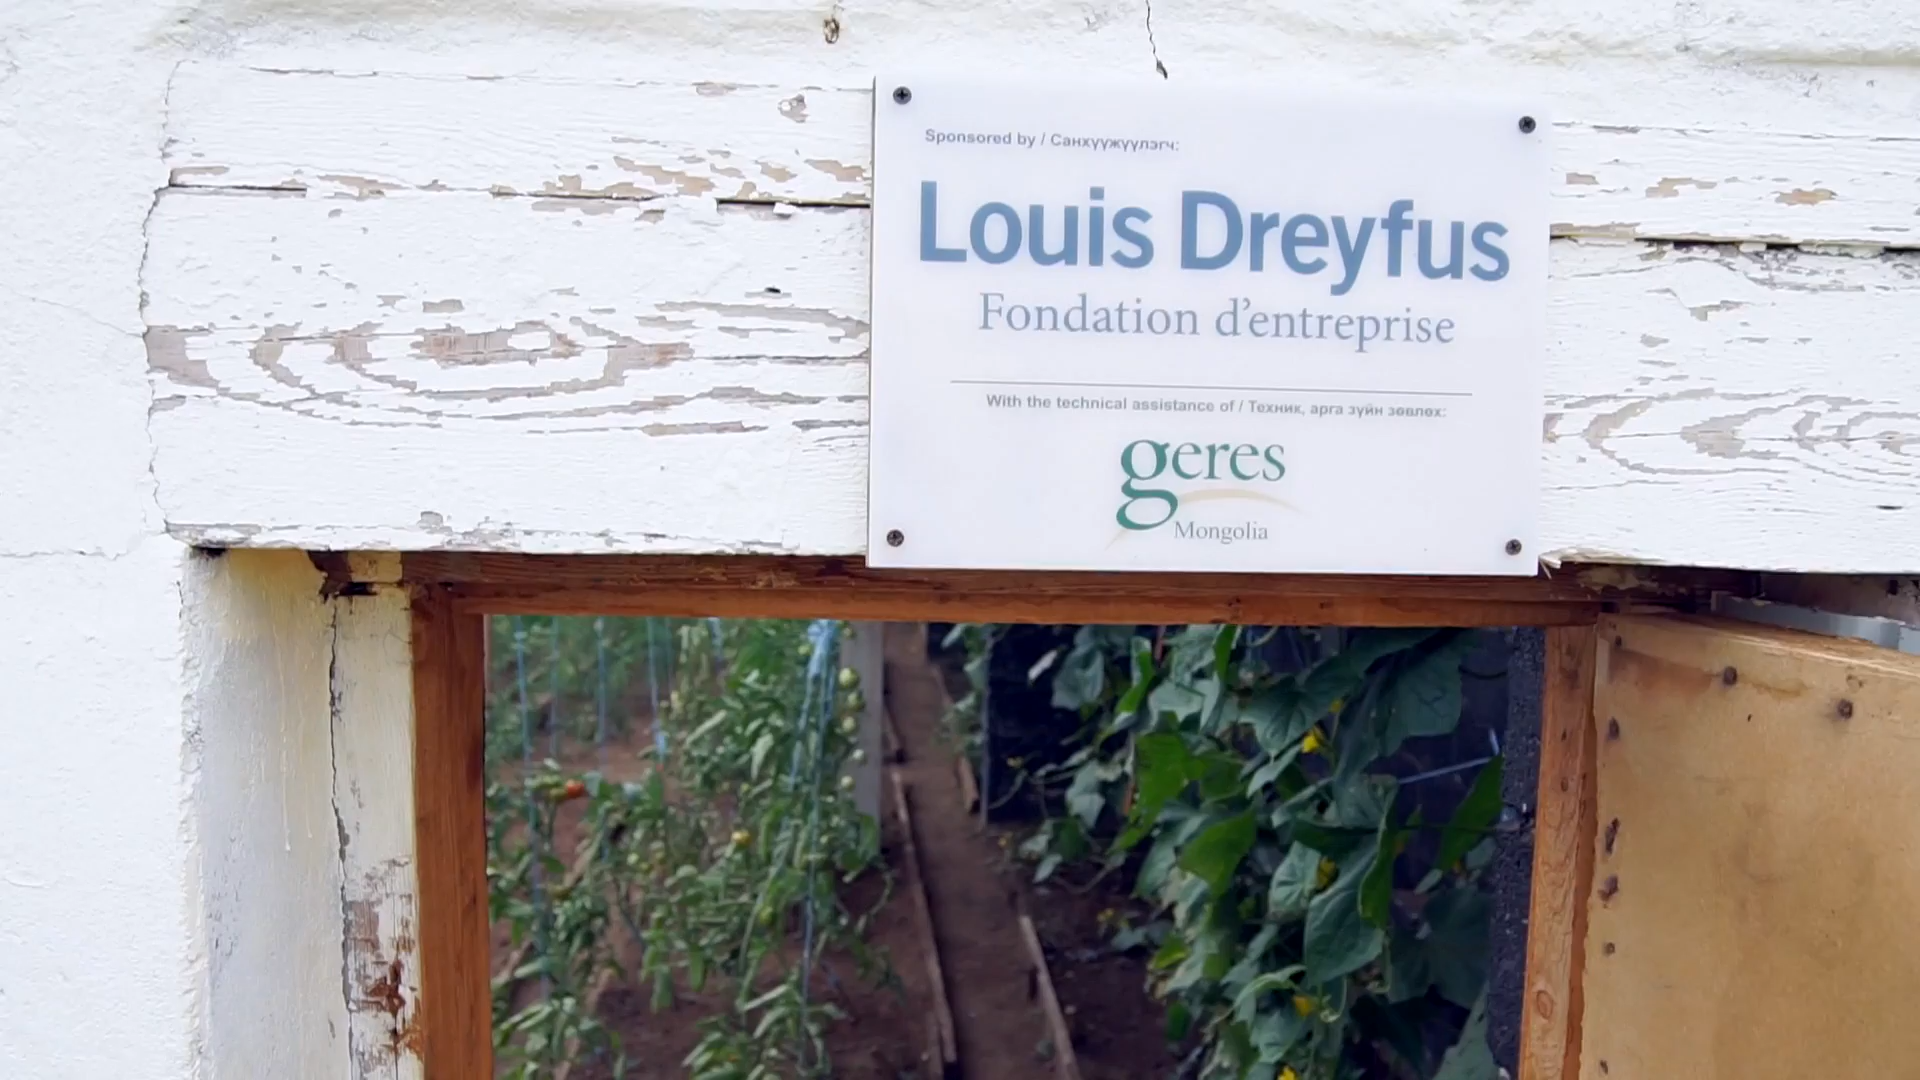 Sponsored by / Санхүүжүүлэгч:
Louis Dreyfus
Fondation d'entreprise
With the technical assistance of / Техник, арга зүйн зөвлөх:
geres
Mongolia